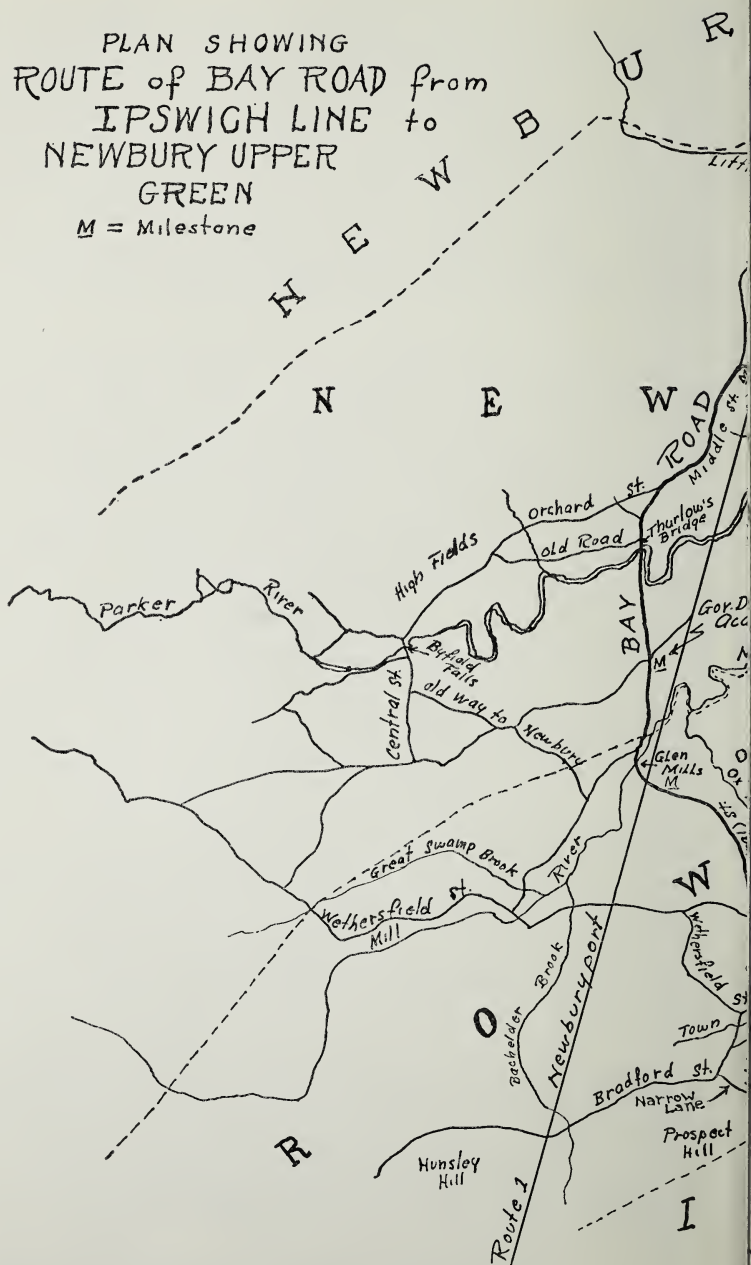 PLAN SHOWING
ROUTE of BAY ROAD from
IPSWICH LINE to
NEWBURY UPPER
GREEN
M = Milestone
N E W B U R
N E W
ROAD
Middle St.
Orchard St.
Thurlow's
Bridge
Old Road
High Fields
Parker River
Byfield
Falls
BAY
Gov. D
Acc
M
Central St.
Old Way to Newbury
Glen
Mills
M
Great Swamp Brook
River
Wethersfield St.
Mill
W
Wethersfield
St
Bachelder Brook
Newburyport
O
Town
Bradford St.
Narrow
Lane
Prospect
Hill
R
Hunsley
Hill
Route 1
I